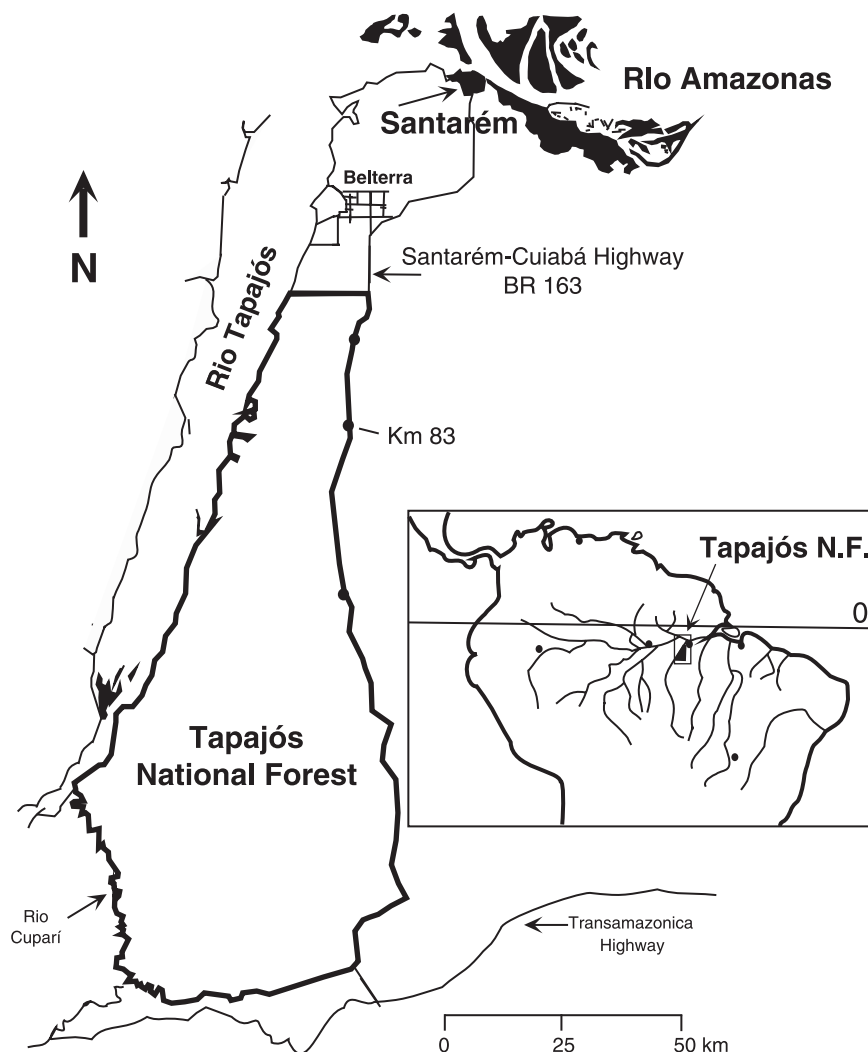 RIo Amazonas
Santarém
Belterra
N
Santarém-Cuiabá Highway
BR 163
Rio Tapajós
Km 83
Tapajós N.F.
0
Tapajós
National Forest
Rio
Cuparí
Transamazonica
Highway
0 25 50 km